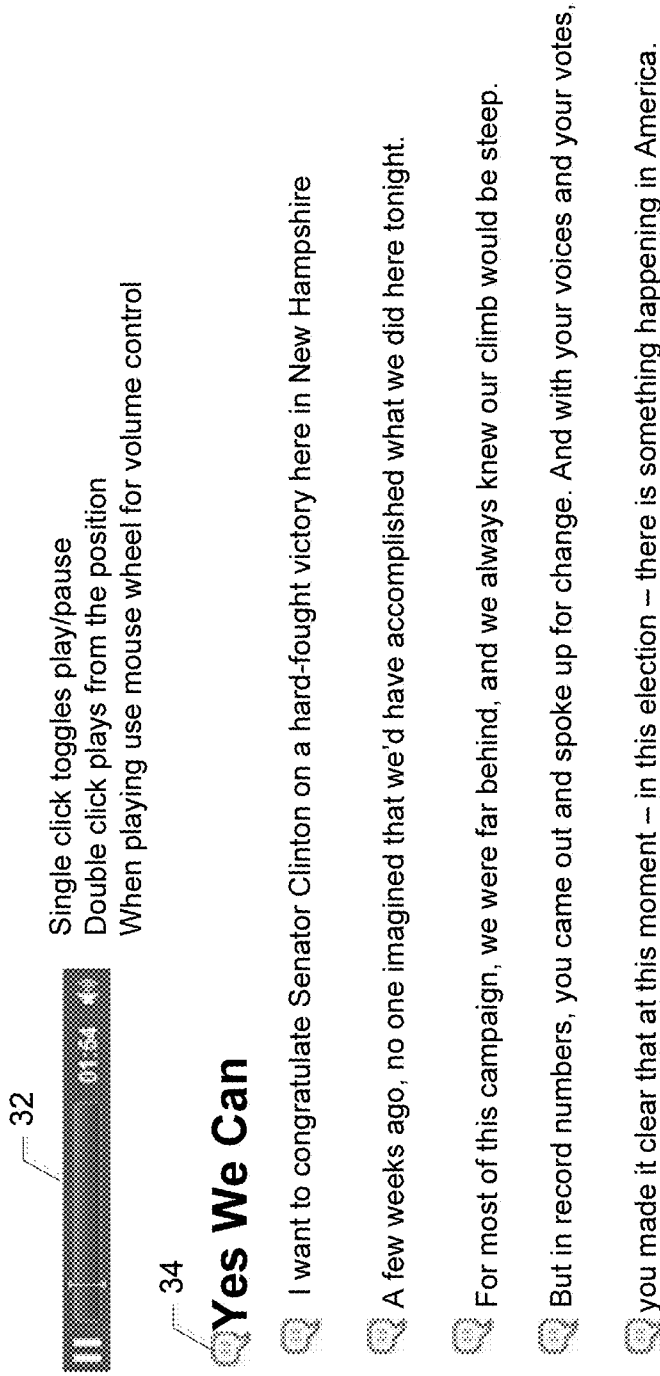 32
01:54
Single click toggles play/pause
Double click plays from the position
When playing use mouse wheel for volume control
34
Yes We Can
I want to congratulate Senator Clinton on a hard-fought victory here in New Hampshire
A few weeks ago, no one imagined that we'd have accomplished what we did here tonight.
For most of this campaign, we were far behind, and we always knew our climb would be steep.
But in record numbers, you came out and spoke up for change. And with your voices and your votes,
you made it clear that at this moment – in this election – there is something happening in America.